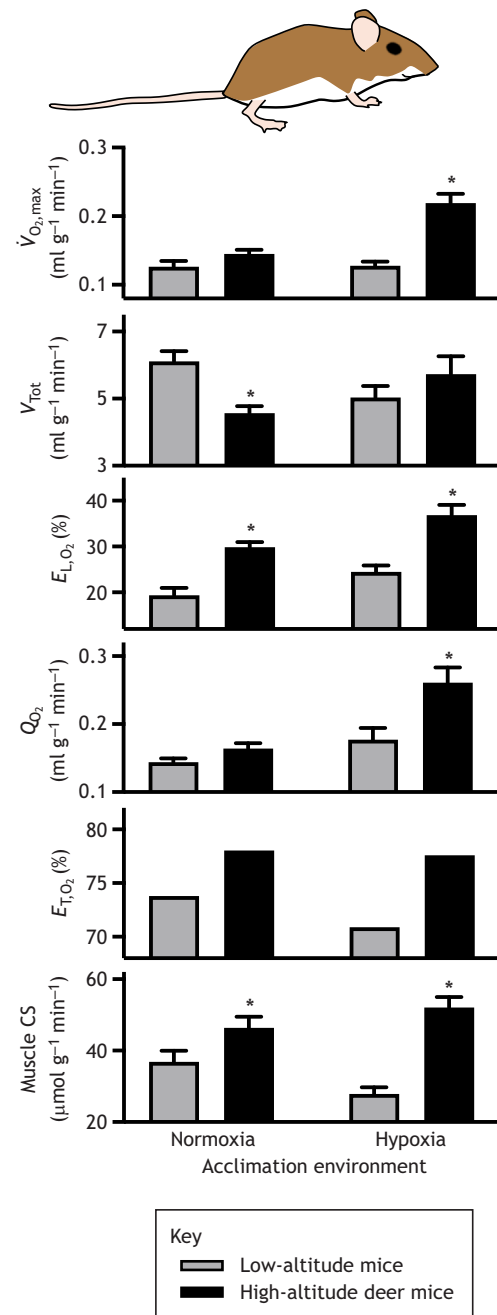 0.3
*
V̇O₂,max
(ml g⁻¹ min⁻¹)
0.2
0.1
7
VTot
(ml g⁻¹ min⁻¹)
5
*
3
40
*
*
EL,O₂ (%)
30
20
0.3
*
QO₂
(ml g⁻¹ min⁻¹)
0.2
0.1
80
ET,O₂ (%)
75
70
60
*
*
Muscle CS
(μmol g⁻¹ min⁻¹)
40
20
Normoxia Hypoxia
Acclimation environment
Key
Low-altitude mice
High-altitude deer mice